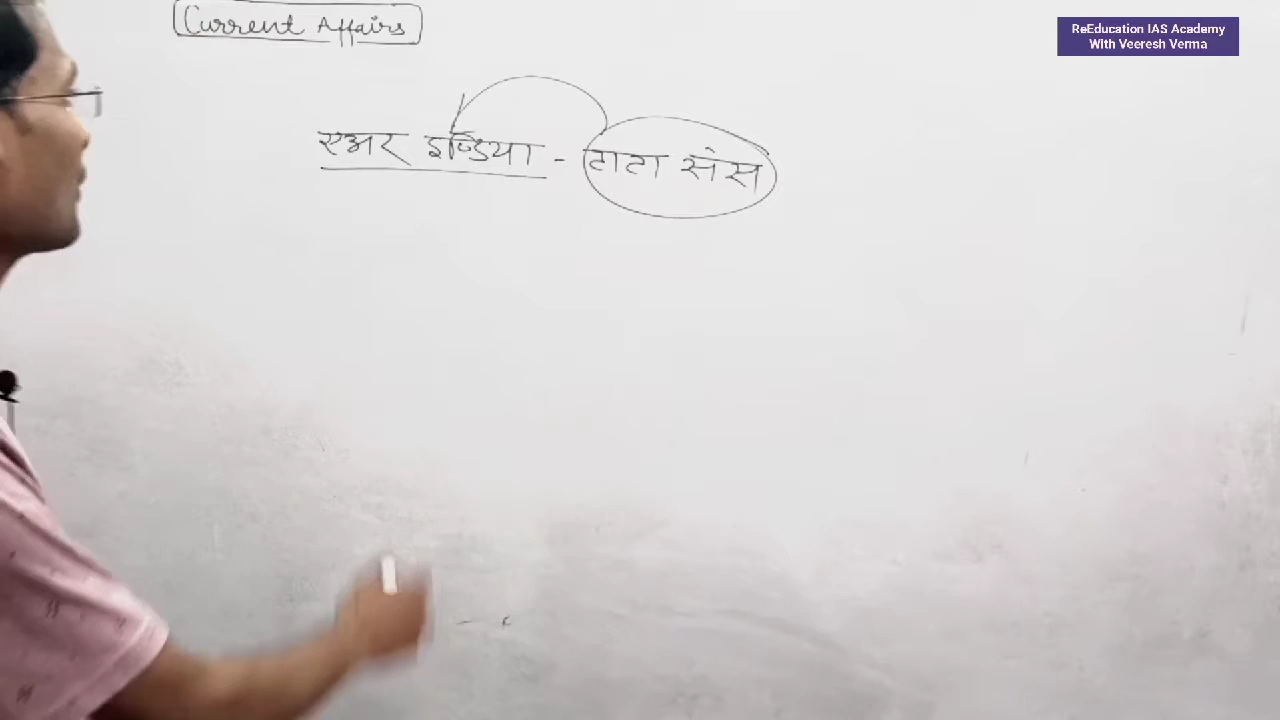 Current Affairs
ReEducation IAS Academy
With Veeresh Verma
एअर इण्डिया - टाटा संस